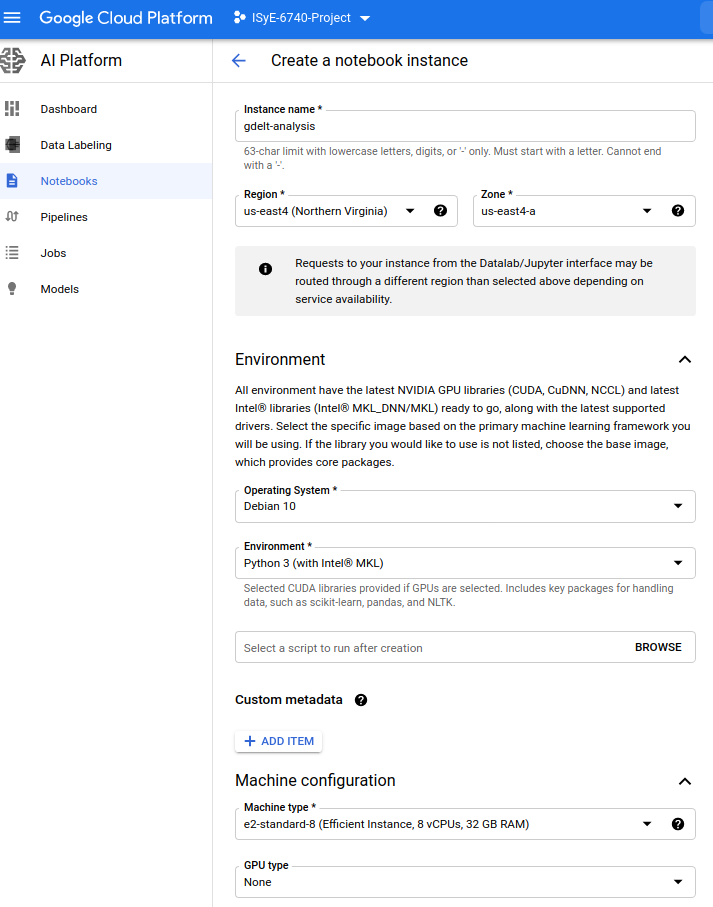 Google Cloud Platform
ISyE-6740-Project
AI Platform
Create a notebook instance
Dashboard
Data Labeling
Notebooks
Pipelines
Jobs
Models
Instance name *
gdelt-analysis
63-char limit with lowercase letters, digits, or '-' only. Must start with a letter. Cannot end
with a '-'.
Region *
us-east4 (Northern Virginia)
Zone *
us-east4-a
Requests to your instance from the Datalab/Jupyter interface may be
routed through a different region than selected above depending on
service availability.
Environment
All environment have the latest NVIDIA GPU libraries (CUDA, CuDNN, NCCL) and latest
Intel® libraries (Intel® MKL_DNN/MKL) ready to go, along with the latest supported
drivers. Select the specific image based on the primary machine learning framework you
will be using. If the library you would like to use is not listed, choose the base image,
which provides core packages.
Operating System *
Debian 10
Environment *
Python 3 (with Intel® MKL)
Selected CUDA libraries provided if GPUs are selected. Includes key packages for handling
data, such as scikit-learn, pandas, and NLTK.
Select a script to run after creation
BROWSE
Custom metadata
+ ADD ITEM
Machine configuration
Machine type *
e2-standard-8 (Efficient Instance, 8 vCPUs, 32 GB RAM)
GPU type
None